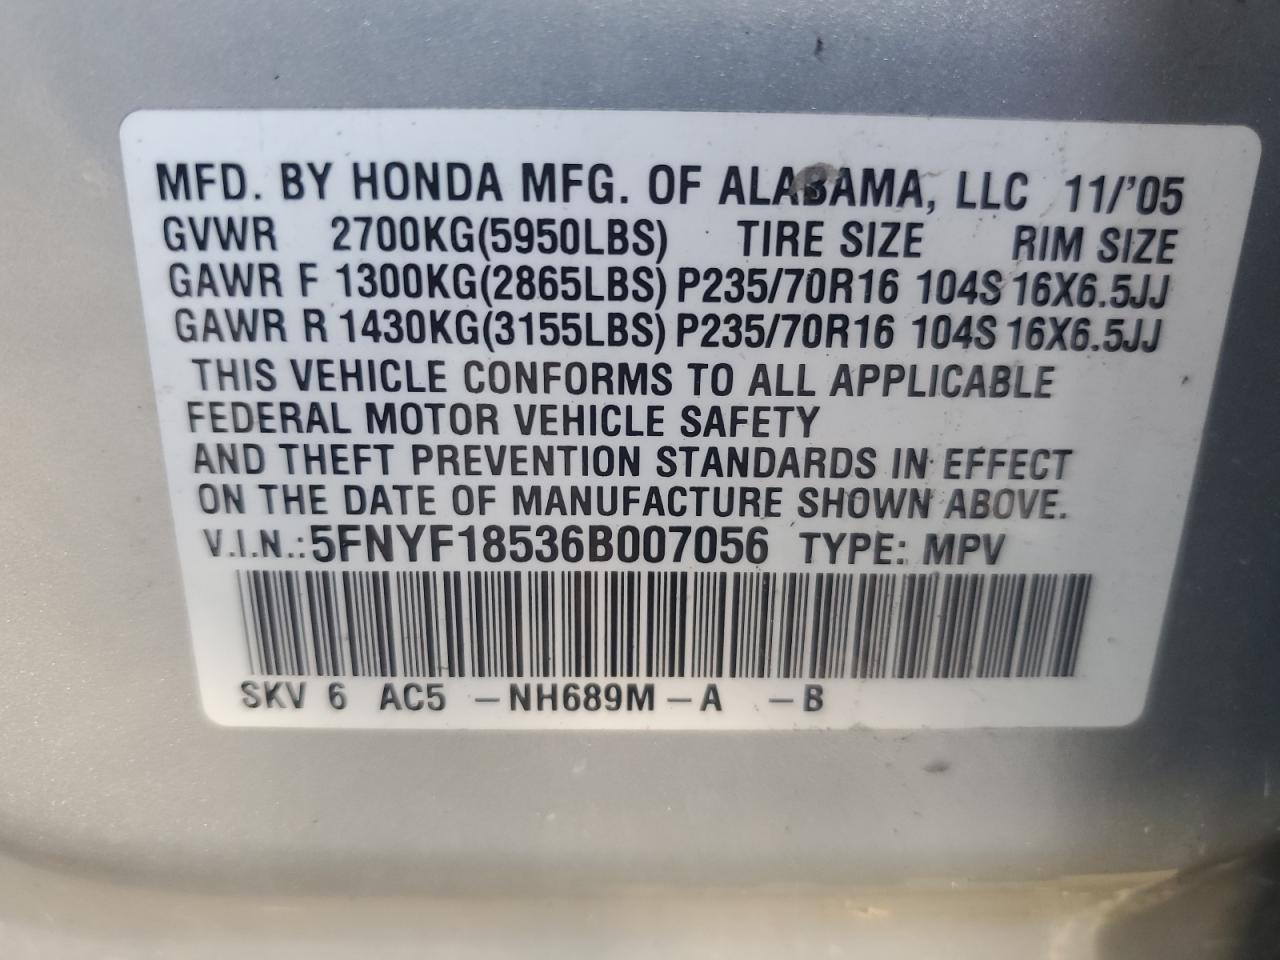 MFD. BY HONDA MFG. OF ALABAMA, LLC 11/'05
GVWR 2700KG(5950LBS) TIRE SIZE RIM SIZE
GAWR F 1300KG(2865LBS) P235/70R16 104S 16X6.5JJ
GAWR R 1430KG(3155LBS) P235/70R16 104S 16X6.5JJ
THIS VEHICLE CONFORMS TO ALL APPLICABLE
FEDERAL MOTOR VEHICLE SAFETY
AND THEFT PREVENTION STANDARDS IN EFFECT
ON THE DATE OF MANUFACTURE SHOWN ABOVE.
V.I.N.: 5FNYF18536B007056 TYPE: MPV
SKV 6 AC5 –NH689M–A –B